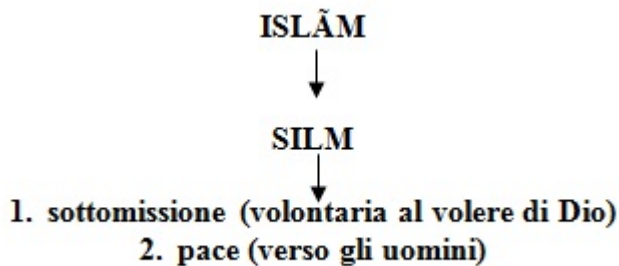 ISLÃM
SILM
1. sottomissione (volontaria al volere di Dio)
2. pace (verso gli uomini)